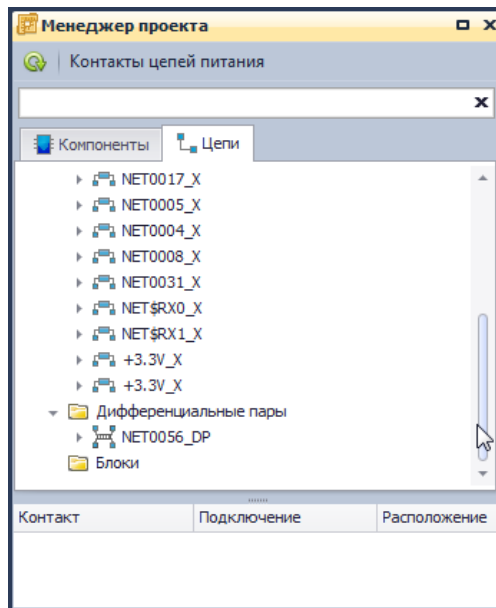 Менеджер проекта
Контакты цепей питания
Компоненты Цепи
NET0017_X
NET0005_X
NET0004_X
NET0008_X
NET0031_X
NET$RX0_X
NET$RX1_X
+3.3V_X
+3.3V_X
Дифференциальные пары
NET0056_DP
Блоки
Контакт Подключение Расположение